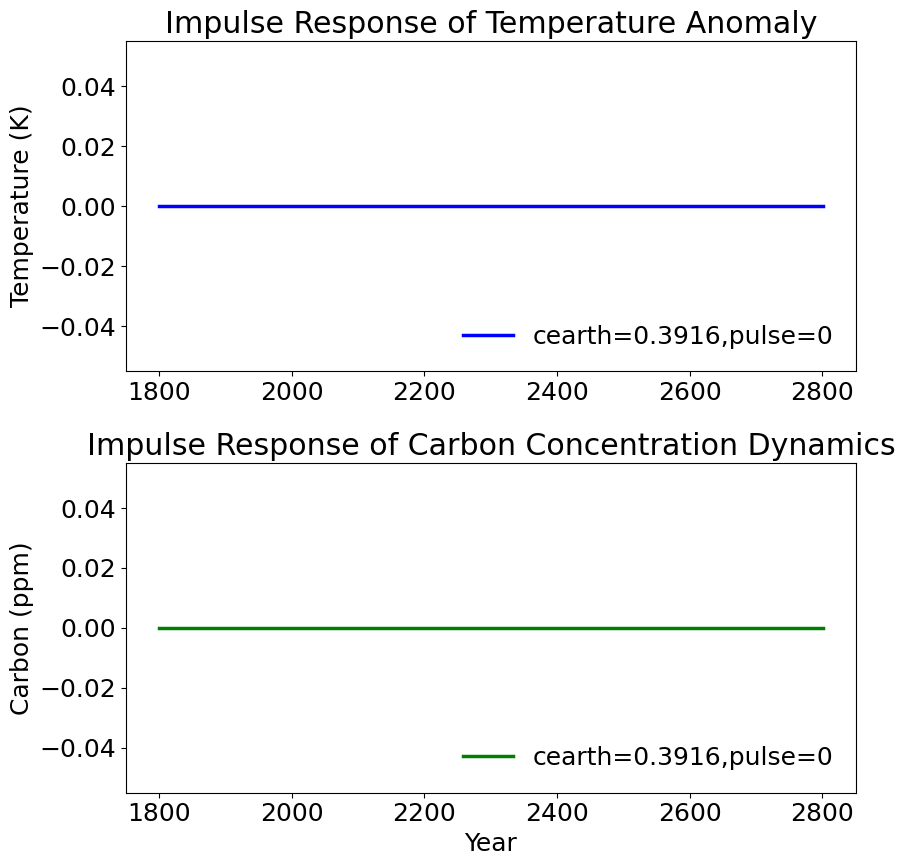 Impulse Response of Temperature Anomaly
Temperature (K)
0.04
0.02
0.00
−0.02
−0.04
cearth=0.3916,pulse=0
1800 2000 2200 2400 2600 2800
Impulse Response of Carbon Concentration Dynamics
Carbon (ppm)
0.04
0.02
0.00
−0.02
−0.04
cearth=0.3916,pulse=0
1800 2000 2200 2400 2600 2800
Year